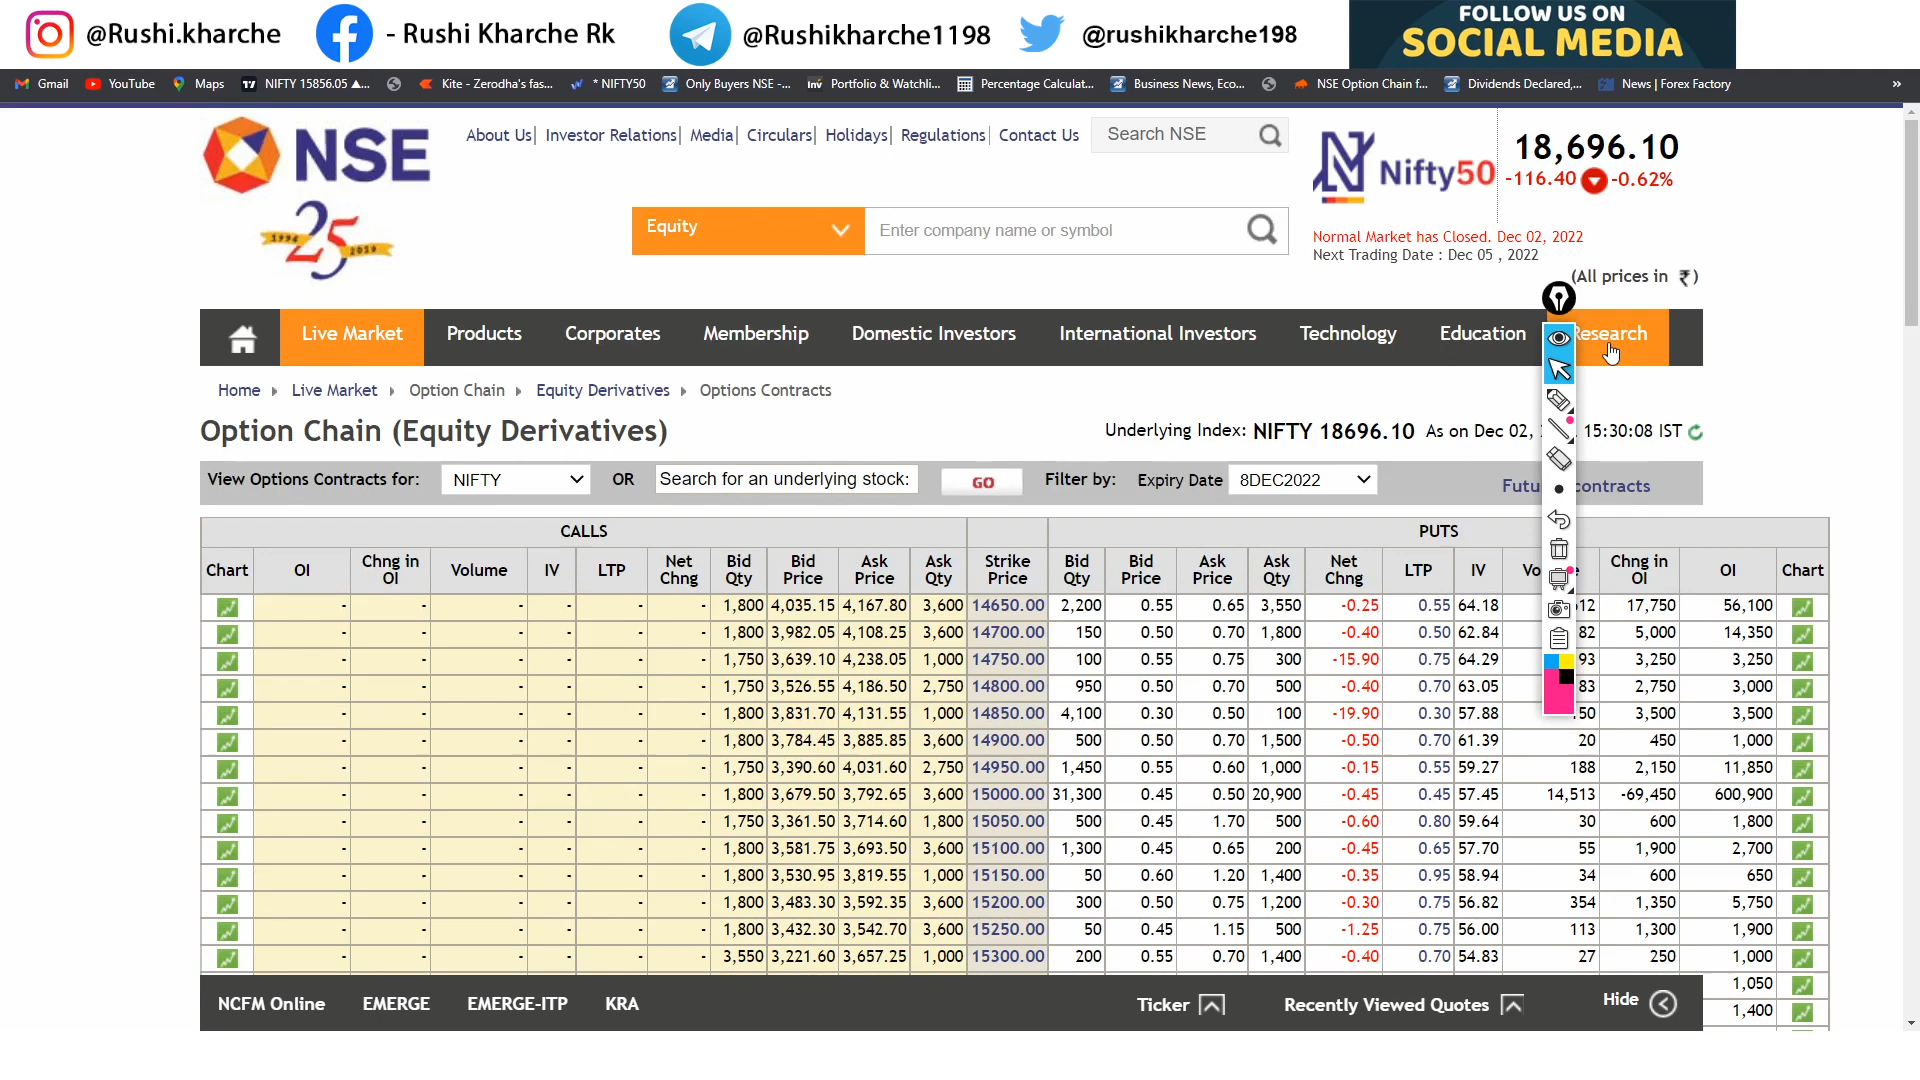 @Rushi.kharche - Rushi Kharche Rk @Rushikharche1198 @rushikharche198 FOLLOW US ON
SOCIAL MEDIA
Gmail YouTube Maps NIFTY 15856.05 ▲... Kite - Zerodha's fas... * NIFTY50 Only Buyers NSE -... Portfolio & Watchli... Percentage Calculat... Business News, Eco... NSE Option Chain f... Dividends Declared,... News | Forex Factory »
NSE
1994 25 2019
About Us| Investor Relations| Media| Circulars| Holidays| Regulations| Contact Us Search NSE
Equity Enter company name or symbol
Nifty50 18,696.10
-116.40 -0.62%
Normal Market has Closed. Dec 02, 2022
Next Trading Date : Dec 05 , 2022
(All prices in ₹)
Live Market Products Corporates Membership Domestic Investors International Investors Technology Education Research
Home Live Market Option Chain Equity Derivatives Options Contracts
Option Chain (Equity Derivatives) Underlying Index: NIFTY 18696.10 As on Dec 02, 15:30:08 IST
View Options Contracts for: NIFTY OR Search for an underlying stock: GO Filter by: Expiry Date 8DEC2022 Futu contracts
CALLS PUTS
Chart OI Chng in OI Volume IV LTP Net Chng Bid Qty Bid Price Ask Price Ask Qty Strike Price Bid Qty Bid Price Ask Price Ask Qty Net Chng LTP IV Vo e Chng in OI OI Chart
- - - - - - 1,800 4,035.15 4,167.80 3,600 14650.00 2,200 0.55 0.65 3,550 -0.25 0.55 64.18 12 17,750 56,100
- - - - - - 1,800 3,982.05 4,108.25 3,600 14700.00 150 0.50 0.70 1,800 -0.40 0.50 62.84 82 5,000 14,350
- - - - - - 1,750 3,639.10 4,238.05 1,000 14750.00 100 0.55 0.75 300 -15.90 0.75 64.29 93 3,250 3,250
- - - - - - 1,750 3,526.55 4,186.50 2,750 14800.00 950 0.50 0.70 500 -0.40 0.70 63.05 83 2,750 3,000
- - - - - - 1,800 3,831.70 4,131.55 1,000 14850.00 4,100 0.30 0.50 100 -19.90 0.30 57.88 50 3,500 3,500
- - - - - - 1,800 3,784.45 3,885.85 3,600 14900.00 500 0.50 0.70 1,500 -0.50 0.70 61.39 20 450 1,000
- - - - - - 1,750 3,390.60 4,031.60 2,750 14950.00 1,450 0.55 0.60 1,000 -0.15 0.55 59.27 188 2,150 11,850
- - - - - - 1,800 3,679.50 3,792.65 3,600 15000.00 31,300 0.45 0.50 20,900 -0.45 0.45 57.45 14,513 -69,450 600,900
- - - - - - 1,750 3,361.50 3,714.60 1,800 15050.00 500 0.45 1.70 500 -0.60 0.80 59.64 30 600 1,800
- - - - - - 1,800 3,581.75 3,693.50 3,600 15100.00 1,300 0.45 0.65 200 -0.45 0.65 57.70 55 1,900 2,700
- - - - - - 1,800 3,530.95 3,819.55 1,000 15150.00 50 0.60 1.20 1,400 -0.35 0.95 58.94 34 600 650
- - - - - - 1,800 3,483.30 3,592.35 3,600 15200.00 300 0.50 0.75 1,200 -0.30 0.75 56.82 354 1,350 5,750
- - - - - - 1,800 3,432.30 3,542.70 3,600 15250.00 50 0.45 1.15 500 -1.25 0.75 56.00 113 1,300 1,900
- - - - - - 3,550 3,221.60 3,657.25 1,000 15300.00 200 0.55 0.70 1,400 -0.40 0.70 54.83 27 250 1,000
1,050
1,400
NCFM Online EMERGE EMERGE-ITP KRA Ticker Recently Viewed Quotes Hide